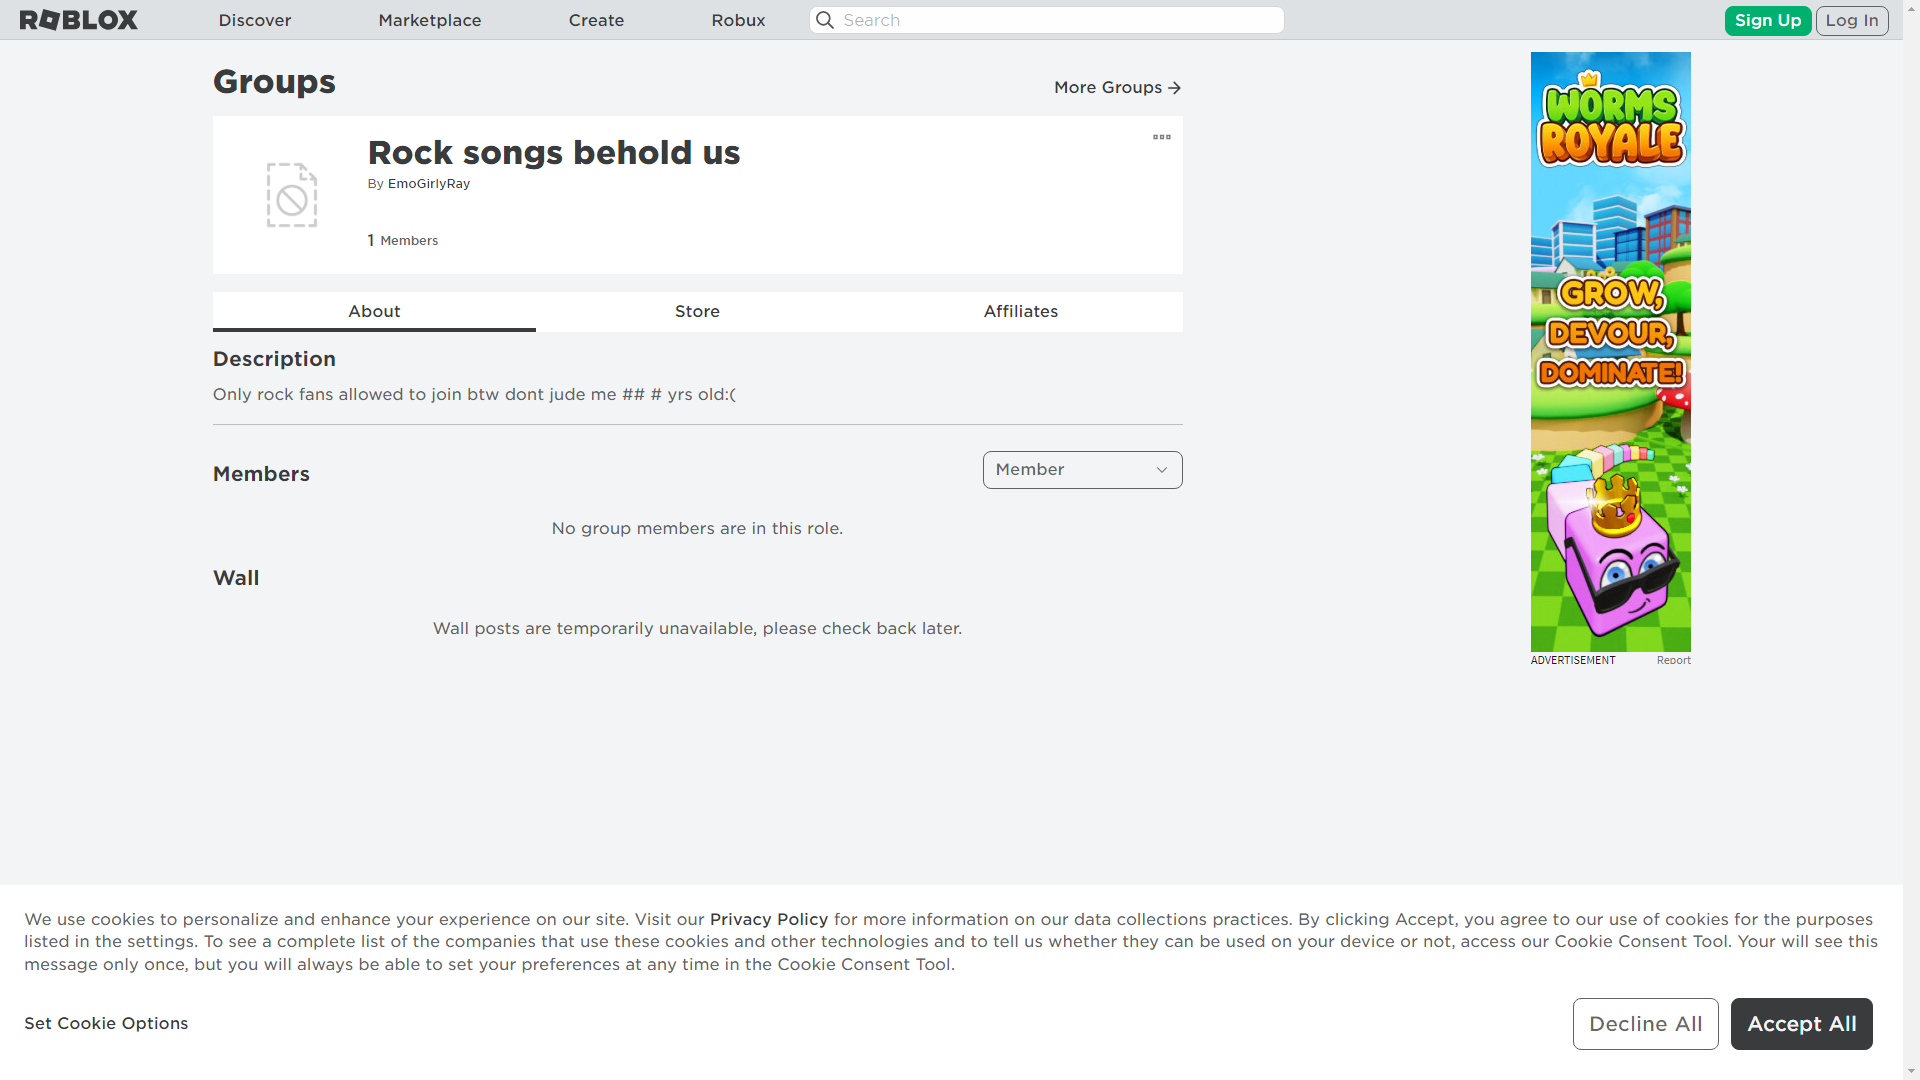 ROBLOX
Discover
Marketplace
Create
Robux
Search
Sign Up
Log In
Groups
More Groups
Rock songs behold us
By EmoGirlyRay
1 Members
About
Store
Affiliates
Description
Only rock fans allowed to join btw dont jude me ## # yrs old:(
Members
Member
No group members are in this role.
Wall
Wall posts are temporarily unavailable, please check back later.
WORMS
ROYALE
GROW,
DEVOUR,
DOMINATE!
ADVERTISEMENT
Report
We use cookies to personalize and enhance your experience on our site. Visit our Privacy Policy for more information on our data collections practices. By clicking Accept, you agree to our use of cookies for the purposes
listed in the settings. To see a complete list of the companies that use these cookies and other technologies and to tell us whether they can be used on your device or not, access our Cookie Consent Tool. Your will see this
message only once, but you will always be able to set your preferences at any time in the Cookie Consent Tool.
Set Cookie Options
Decline All
Accept All